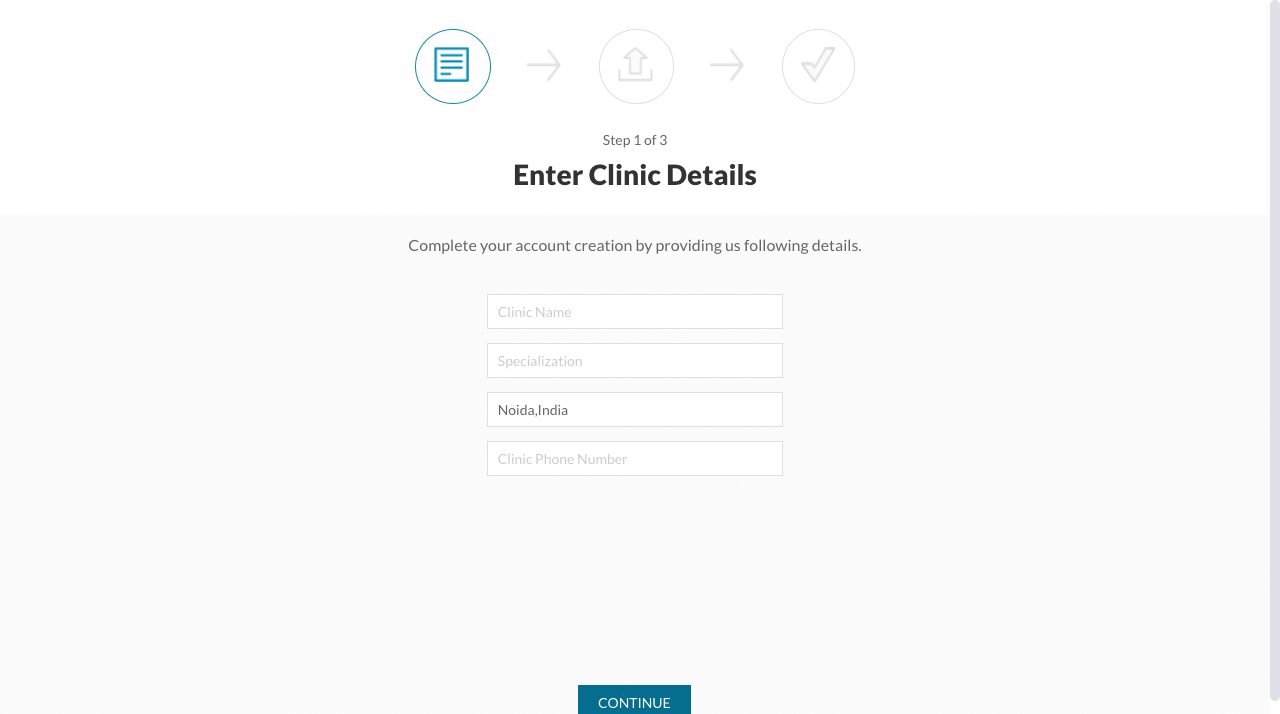 Step 1 of 3
Enter Clinic Details
Complete your account creation by providing us following details.
Clinic Name
Specialization
Noida,India
Clinic Phone Number
CONTINUE